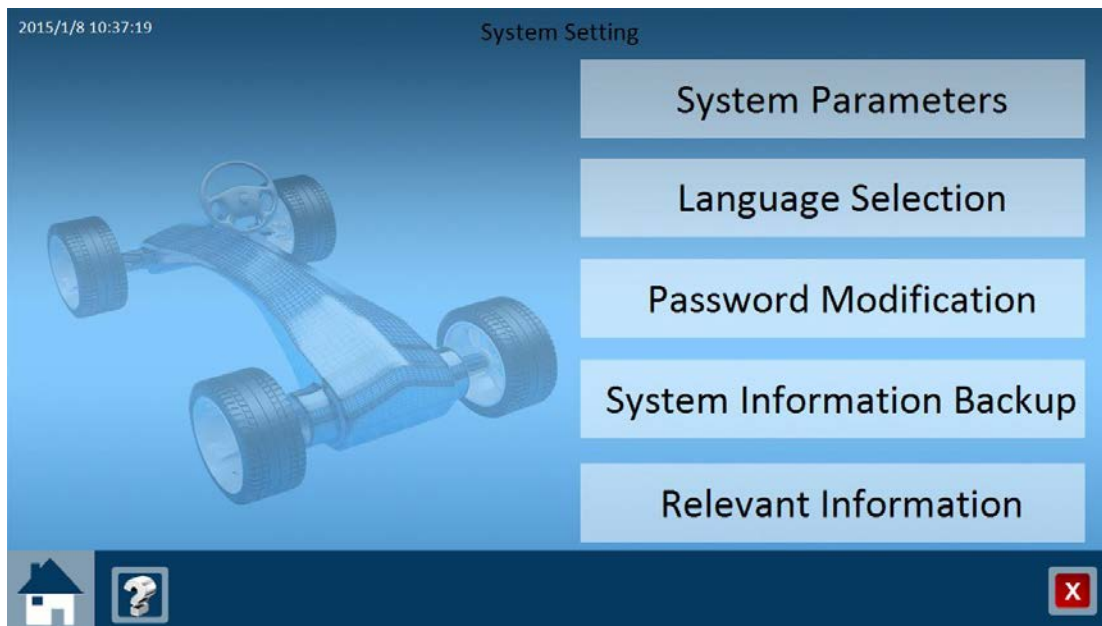 2015/1/8 10:37:19
System Setting
System Parameters
Language Selection
Password Modification
System Information Backup
Relevant Information
?
X